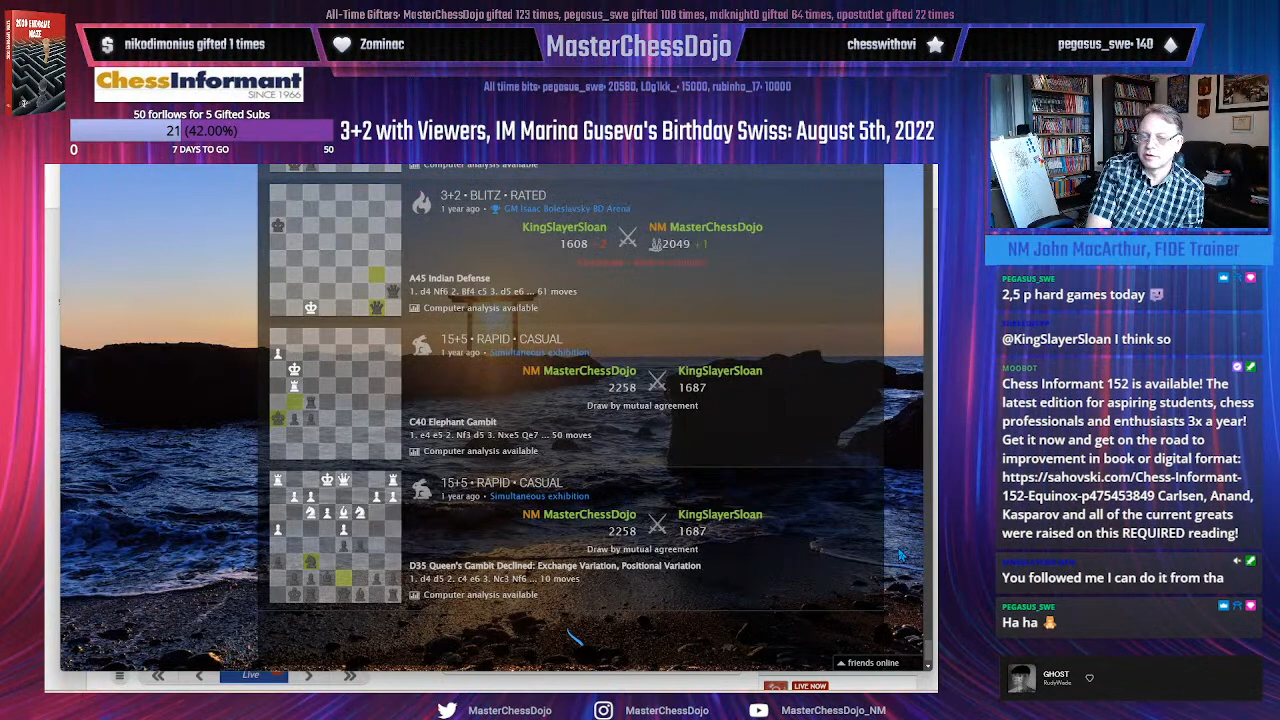 All-Time Gifters: MasterChessDojo gifted 123 times, pegasus_swe gifted 108 times, mdknight0 gifted 64 times, apostatlet gifted 22 times
nikodimonius gifted 1 times
Zominac
MasterChessDojo
chesswithavi
pegasus_swe: 140
ChessInformant
SINCE 1966
All tiime bits: pegasus_swe: 20580, L0g1kk_: 15000, rubinho_17: 10000
50 forllows for 5 Gifted Subs
21 (42.00%)
0
7 DAYS TO GO
50
3+2 with Viewers, IM Marina Guseva's Birthday Swiss: August 5th, 2022
Computer analysis available
3+2 • BLITZ • RATED
1 year ago • GM Isaac Boleslavsky BD Arena
KingSlayerSloan
NM MasterChessDojo
1608 -2
2049 +1
A45 Indian Defense
1. d4 Nf6 2. Bf4 c5 3. d5 e6 ... 61 moves
Computer analysis available
15+5 • RAPID • CASUAL
1 year ago • Simultaneous exhibition
NM MasterChessDojo
KingSlayerSloan
2258
1687
Draw by mutual agreement
C40 Elephant Gambit
1. e4 e5 2. Nf3 d5 3. Nxe5 Qe7 ... 50 moves
Computer analysis available
15+5 • RAPID • CASUAL
1 year ago • Simultaneous exhibition
NM MasterChessDojo
KingSlayerSloan
2258
1687
Draw by mutual agreement
D35 Queen's Gambit Declined: Exchange Variation, Positional Variation
1. d4 d5 2. c4 e6 3. Nc3 Nf6 ... 10 moves
Computer analysis available
friends online
Live
LIVE NOW
NM John MacArthur, FIDE Trainer
PEGASUS_SWE
2,5 p hard games today
@KingSlayerSloan I think so
MOOBOT
Chess Informant 152 is available! The
latest edition for aspiring students, chess
professionals and enthusiasts 3x a year!
Get it now and get on the road to
improvement in book or digital format:
https://sahovski.com/Chess-Informant-
152-Equinox-p475453849 Carlsen, Anand,
Kasparov and all of the current greats
were raised on this REQUIRED reading!
You followed me I can do it from tha
PEGASUS_SWE
Ha ha
GHOST
RudyWade
MasterChessDojo
MasterChessDojo
MasterChessDojo_NM